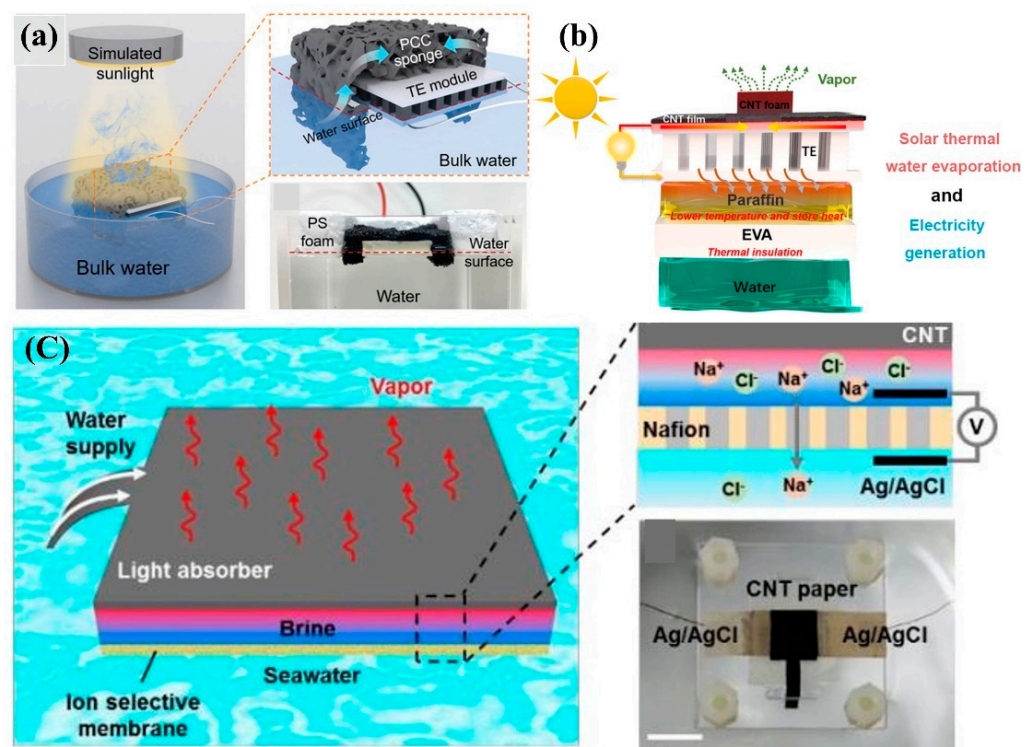 (a)
Simulated
sunlight
Bulk water
PCC
sponge
TE module
Water surface
Bulk water
PS
foam
Water
surface
Water
(b)
Vapor
CNT foam
CNT film
TE
Paraffin
Lower temperature and store heat
EVA
Thermal insulation
Water
Solar thermal
water evaporation
and
Electricity
generation
(C)
Vapor
Water
supply
Light absorber
Brine
Seawater
Ion selective
membrane
CNT
Na⁺
Cl⁻
Na⁺
Cl⁻
Na⁺
Cl⁻
Nafion
V
Cl⁻
Na⁺
Ag/AgCl
CNT paper
Ag/AgCl
Ag/AgCl